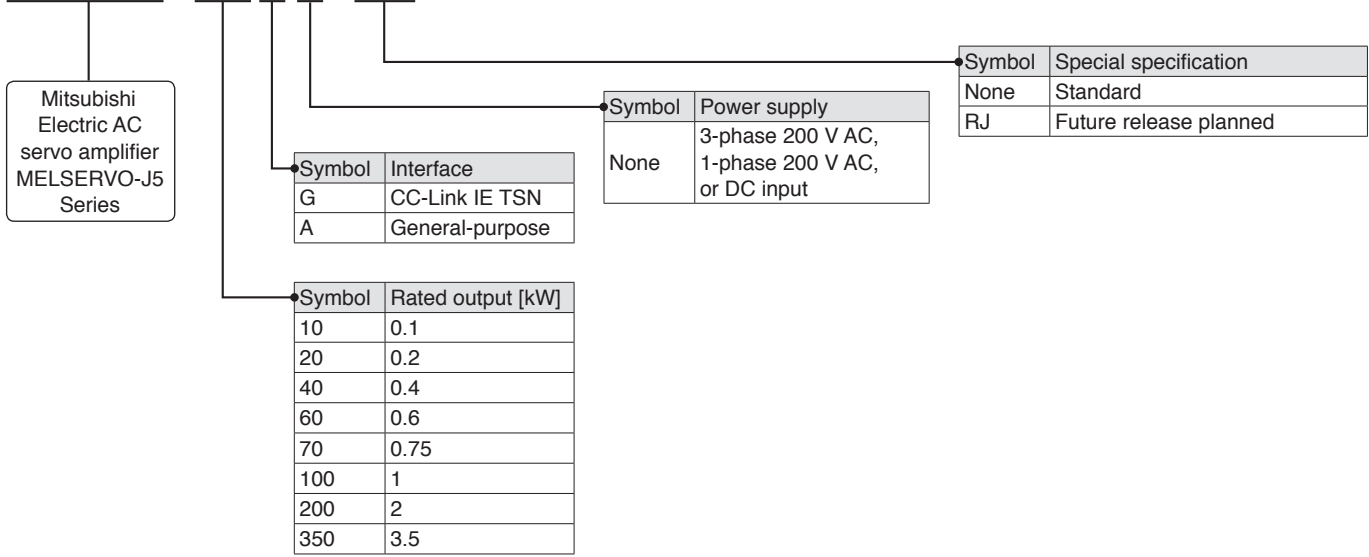 Mitsubishi
Electric AC
servo amplifier
MELSERVO-J5
Series
Symbol Special specification
None Standard
RJ Future release planned
Symbol Power supply
None 3-phase 200 V AC,
1-phase 200 V AC,
or DC input
Symbol Interface
G CC-Link IE TSN
A General-purpose
Symbol Rated output [kW]
10 0.1
20 0.2
40 0.4
60 0.6
70 0.75
100 1
200 2
350 3.5